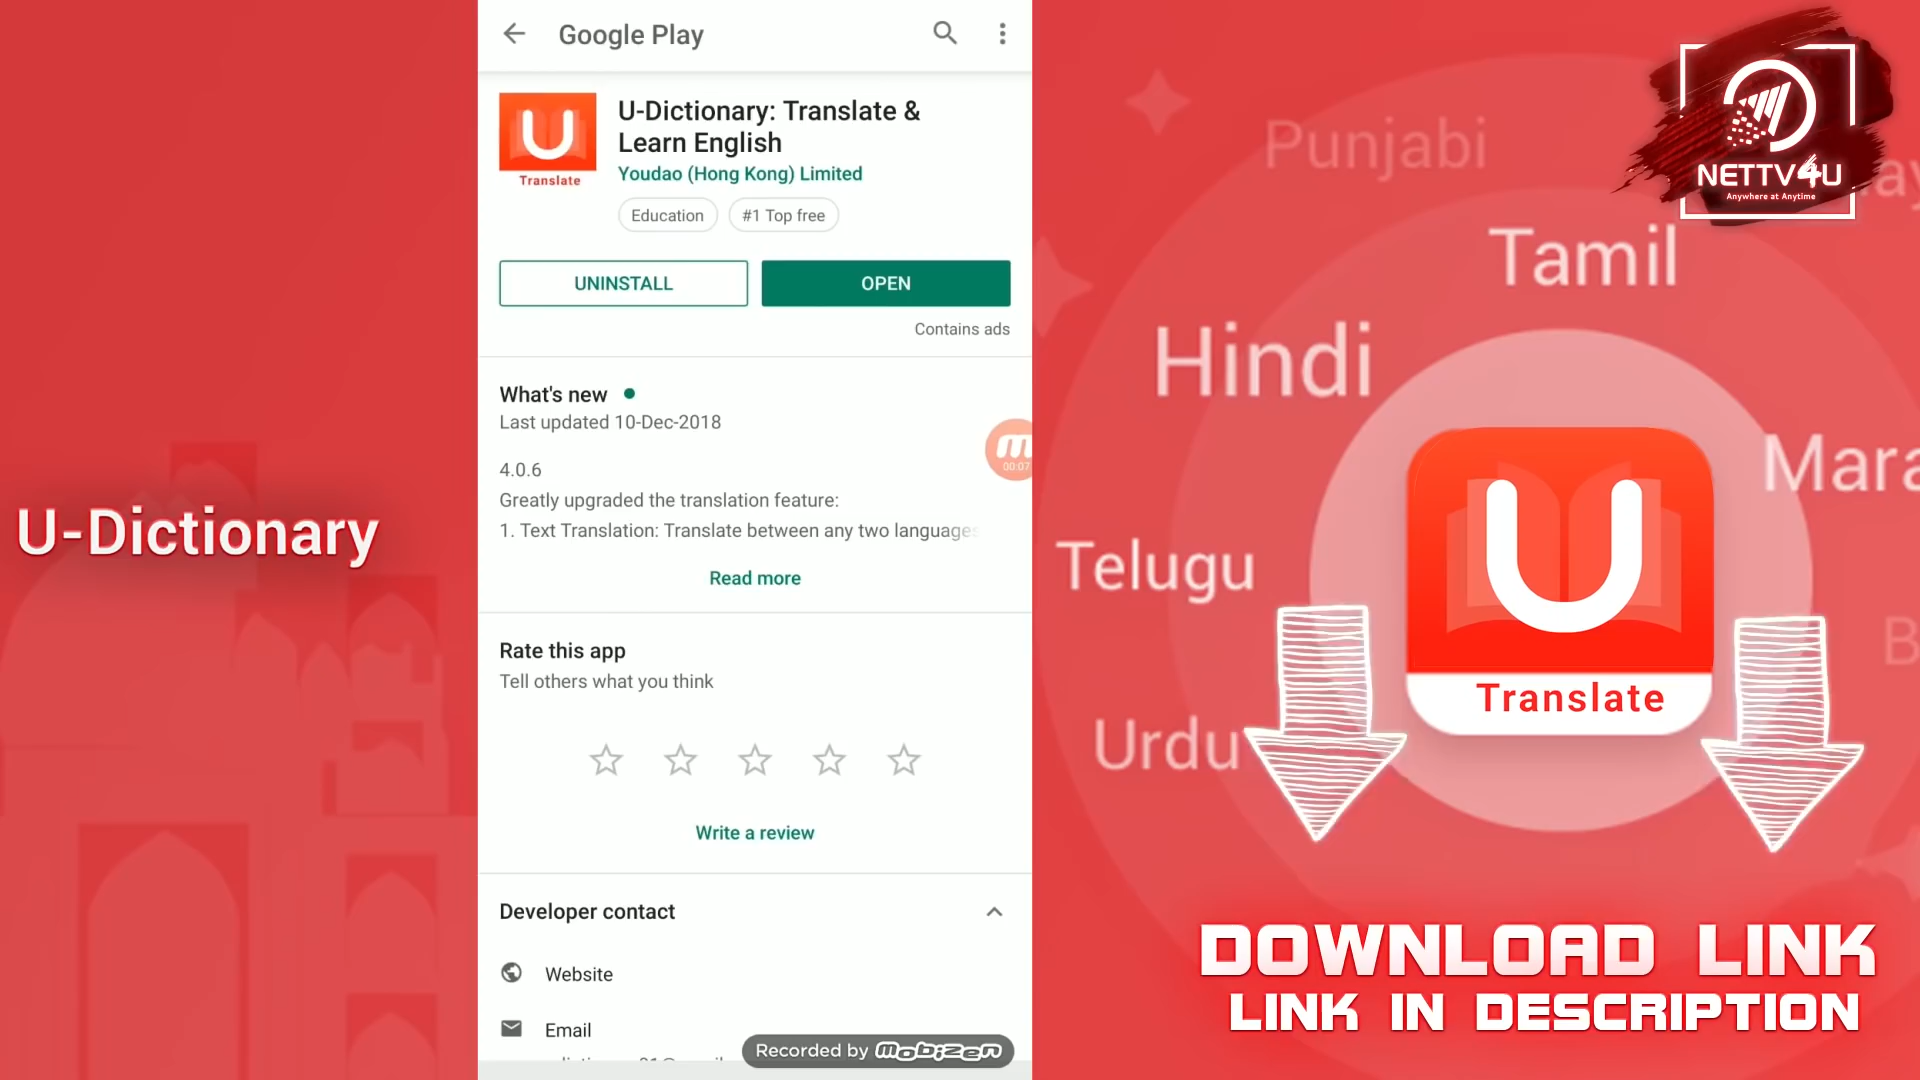 Google Play
Translate
U-Dictionary: Translate &
Learn English
Youdao (Hong Kong) Limited
Education
#1 Top free
UNINSTALL
OPEN
Contains ads
What's new
Last updated 10-Dec-2018
4.0.6
Greatly upgraded the translation feature:
1. Text Translation: Translate between any two languages
Read more
Rate this app
Tell others what you think
Write a review
Developer contact
Website
Email
Recorded by mobizen
00:07
U-Dictionary
NETTV4U
Anywhere at Anytime
Punjabi
Tamil
Hindi
Mara
Telugu
Urdu
U
Translate
DOWNLOAD LINK
LINK IN DESCRIPTION